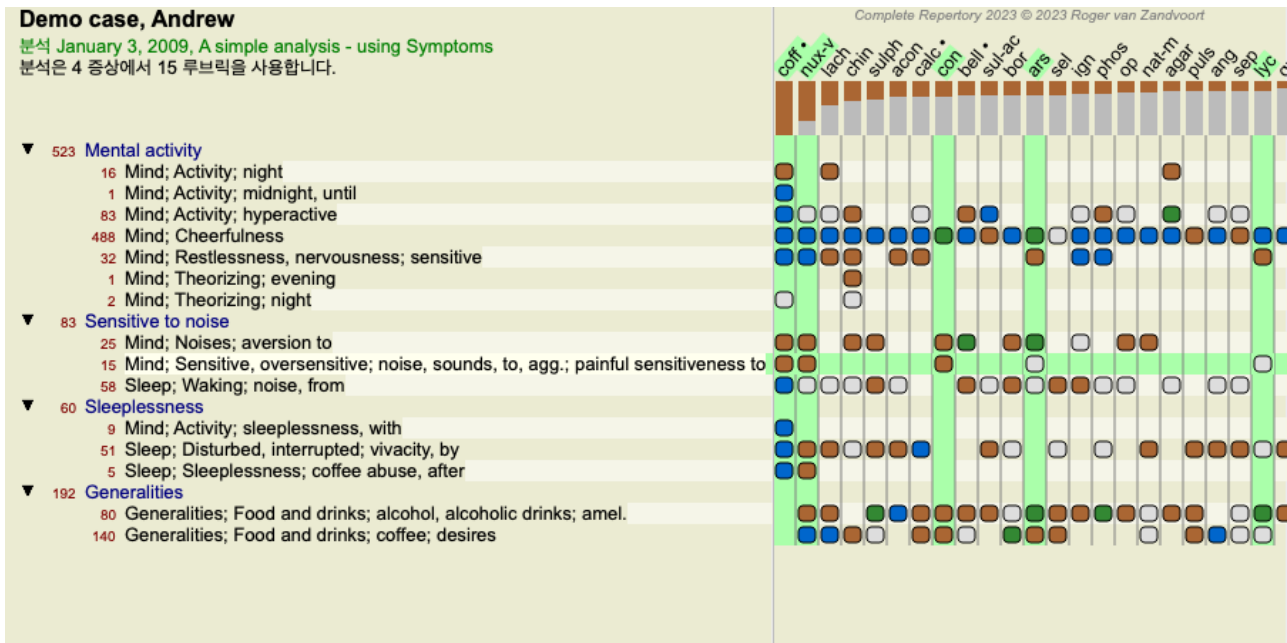 Demo case, Andrew
Complete Repertory 2023 © 2023 Roger van Zandvoort
분석 January 3, 2009, A simple analysis - using Symptoms
분석은 4 증상에서 15 루브릭을 사용합니다.
coff • nux-v lach chin sulph acon calc • con bell • sul-ac bor ars sel ign phos op nat-m agar puls ang sep lyc
▼ 523 Mental activity
16 Mind; Activity; night
1 Mind; Activity; midnight, until
83 Mind; Activity; hyperactive
488 Mind; Cheerfulness
32 Mind; Restlessness, nervousness; sensitive
1 Mind; Theorizing; evening
2 Mind; Theorizing; night
▼ 83 Sensitive to noise
25 Mind; Noises; aversion to
15 Mind; Sensitive, oversensitive; noise, sounds, to, agg.; painful sensitiveness to
58 Sleep; Waking; noise, from
▼ 60 Sleeplessness
9 Mind; Activity; sleeplessness, with
51 Sleep; Disturbed, interrupted; vivacity, by
5 Sleep; Sleeplessness; coffee abuse, after
▼ 192 Generalities
80 Generalities; Food and drinks; alcohol, alcoholic drinks; amel.
140 Generalities; Food and drinks; coffee; desires